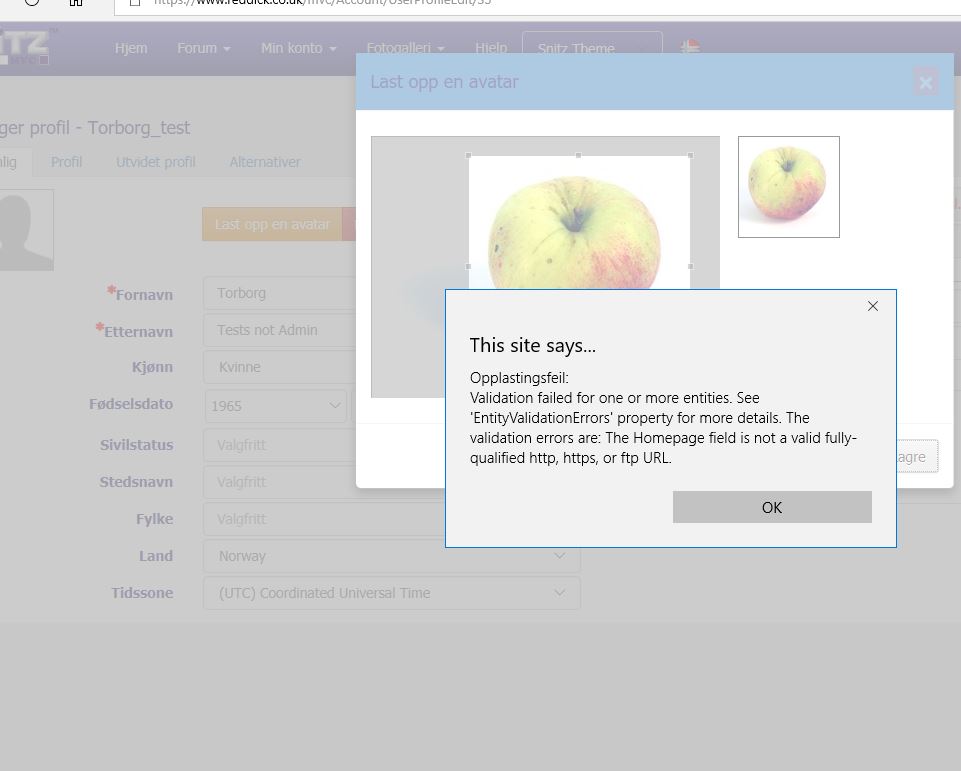 https://www.reddick.co.uk/mvc/Account/UserProfileEdit/33
MVC
Hjem Forum Min konto Fotogalleri Hjelp Snitz Theme
Last opp en avatar
ger profil - Torborg_test
nlig Profil Utvidet profil Alternativer
Last opp en avatar
Fornavn Torborg
Etternavn Tests not Admin
Kjønn Kvinne
Fødselsdato 1965
Sivilstatus Valgfritt
Stedsnavn Valgfritt
Fylke Valgfritt
Land Norway
Tidssone (UTC) Coordinated Universal Time
This site says...
Opplastingsfeil:
Validation failed for one or more entities. See
'EntityValidationErrors' property for more details. The
validation errors are: The Homepage field is not a valid fully-
qualified http, https, or ftp URL.
agre
OK